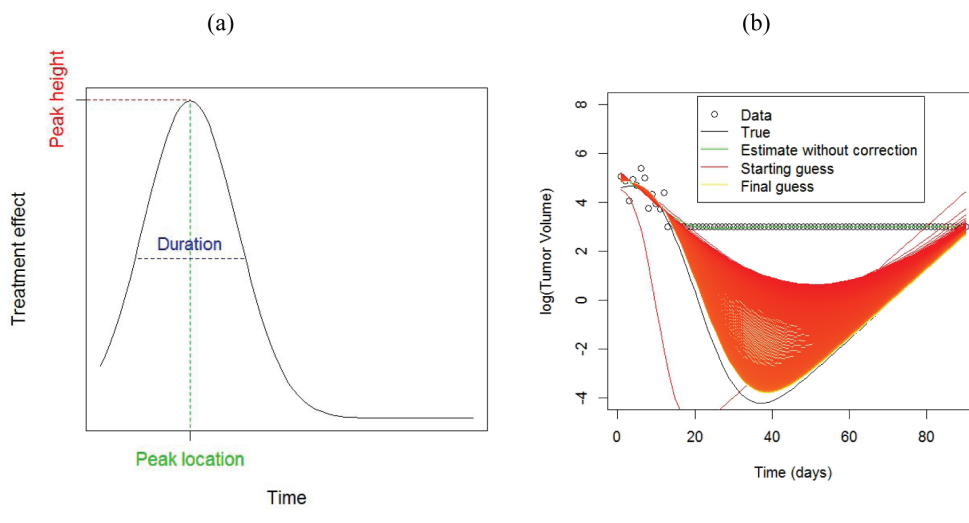 (a)
Peak height
Treatment effect
Duration
Peak location
Time
(b)
8
6
4
2
0
-2
-4
log(Tumor Volume)
Data
True
Estimate without correction
Starting guess
Final guess
0 20 40 60 80
Time (days)